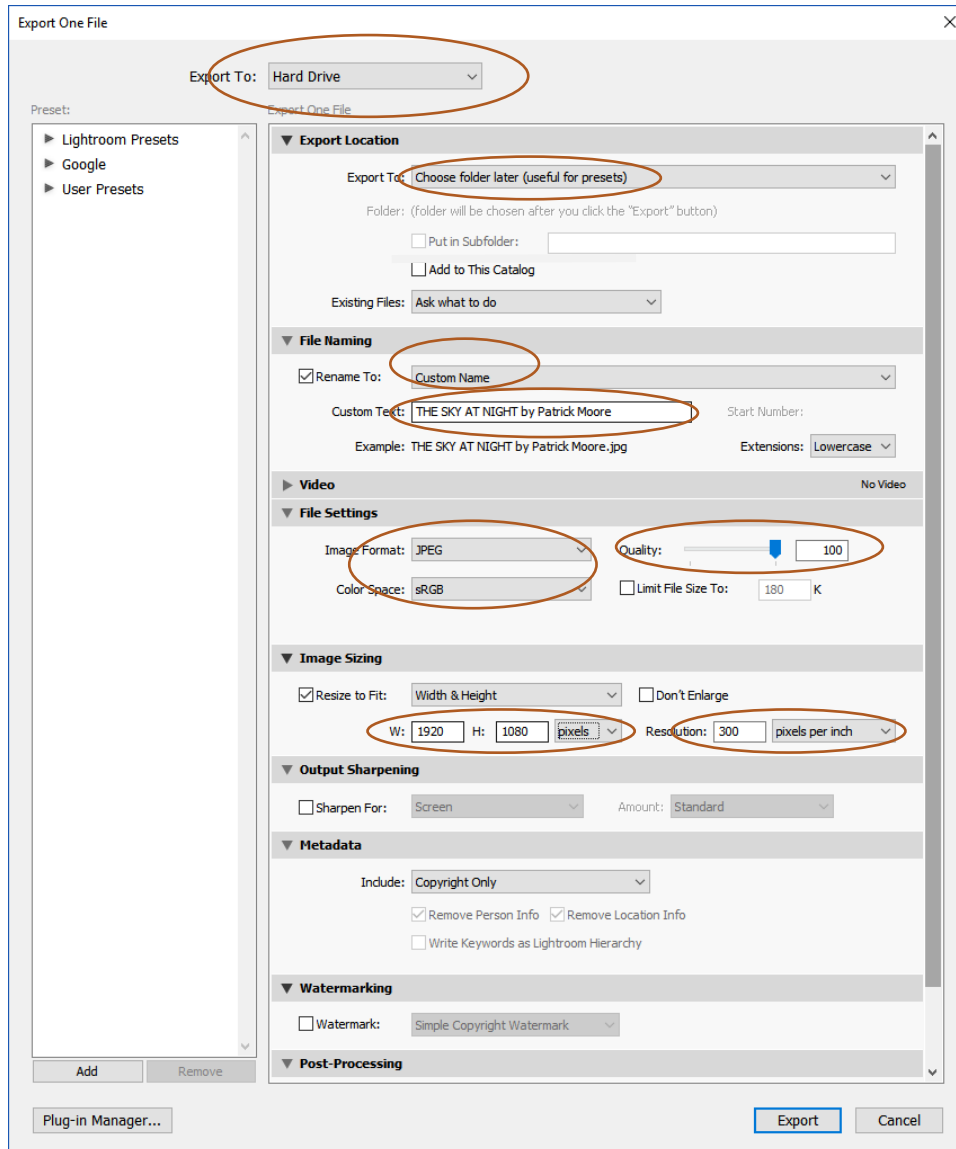 Export One File
Export To: Hard Drive
Preset:
Export One File
Lightroom Presets
Google
User Presets
Export Location
Export To: Choose folder later (useful for presets)
Folder: (folder will be chosen after you click the "Export" button)
Put in Subfolder:
Add to This Catalog
Existing Files: Ask what to do
File Naming
Rename To: Custom Name
Custom Text: THE SKY AT NIGHT by Patrick Moore Start Number:
Example: THE SKY AT NIGHT by Patrick Moore.jpg Extensions: Lowercase
Video No Video
File Settings
Image Format: JPEG Quality: 100
Color Space: sRGB Limit File Size To: 180 K
Image Sizing
Resize to Fit: Width & Height Don't Enlarge
W: 1920 H: 1080 pixels Resolution: 300 pixels per inch
Output Sharpening
Sharpen For: Screen Amount: Standard
Metadata
Include: Copyright Only
Remove Person Info Remove Location Info
Write Keywords as Lightroom Hierarchy
Watermarking
Watermark: Simple Copyright Watermark
Post-Processing
Add Remove
Plug-in Manager... Export Cancel